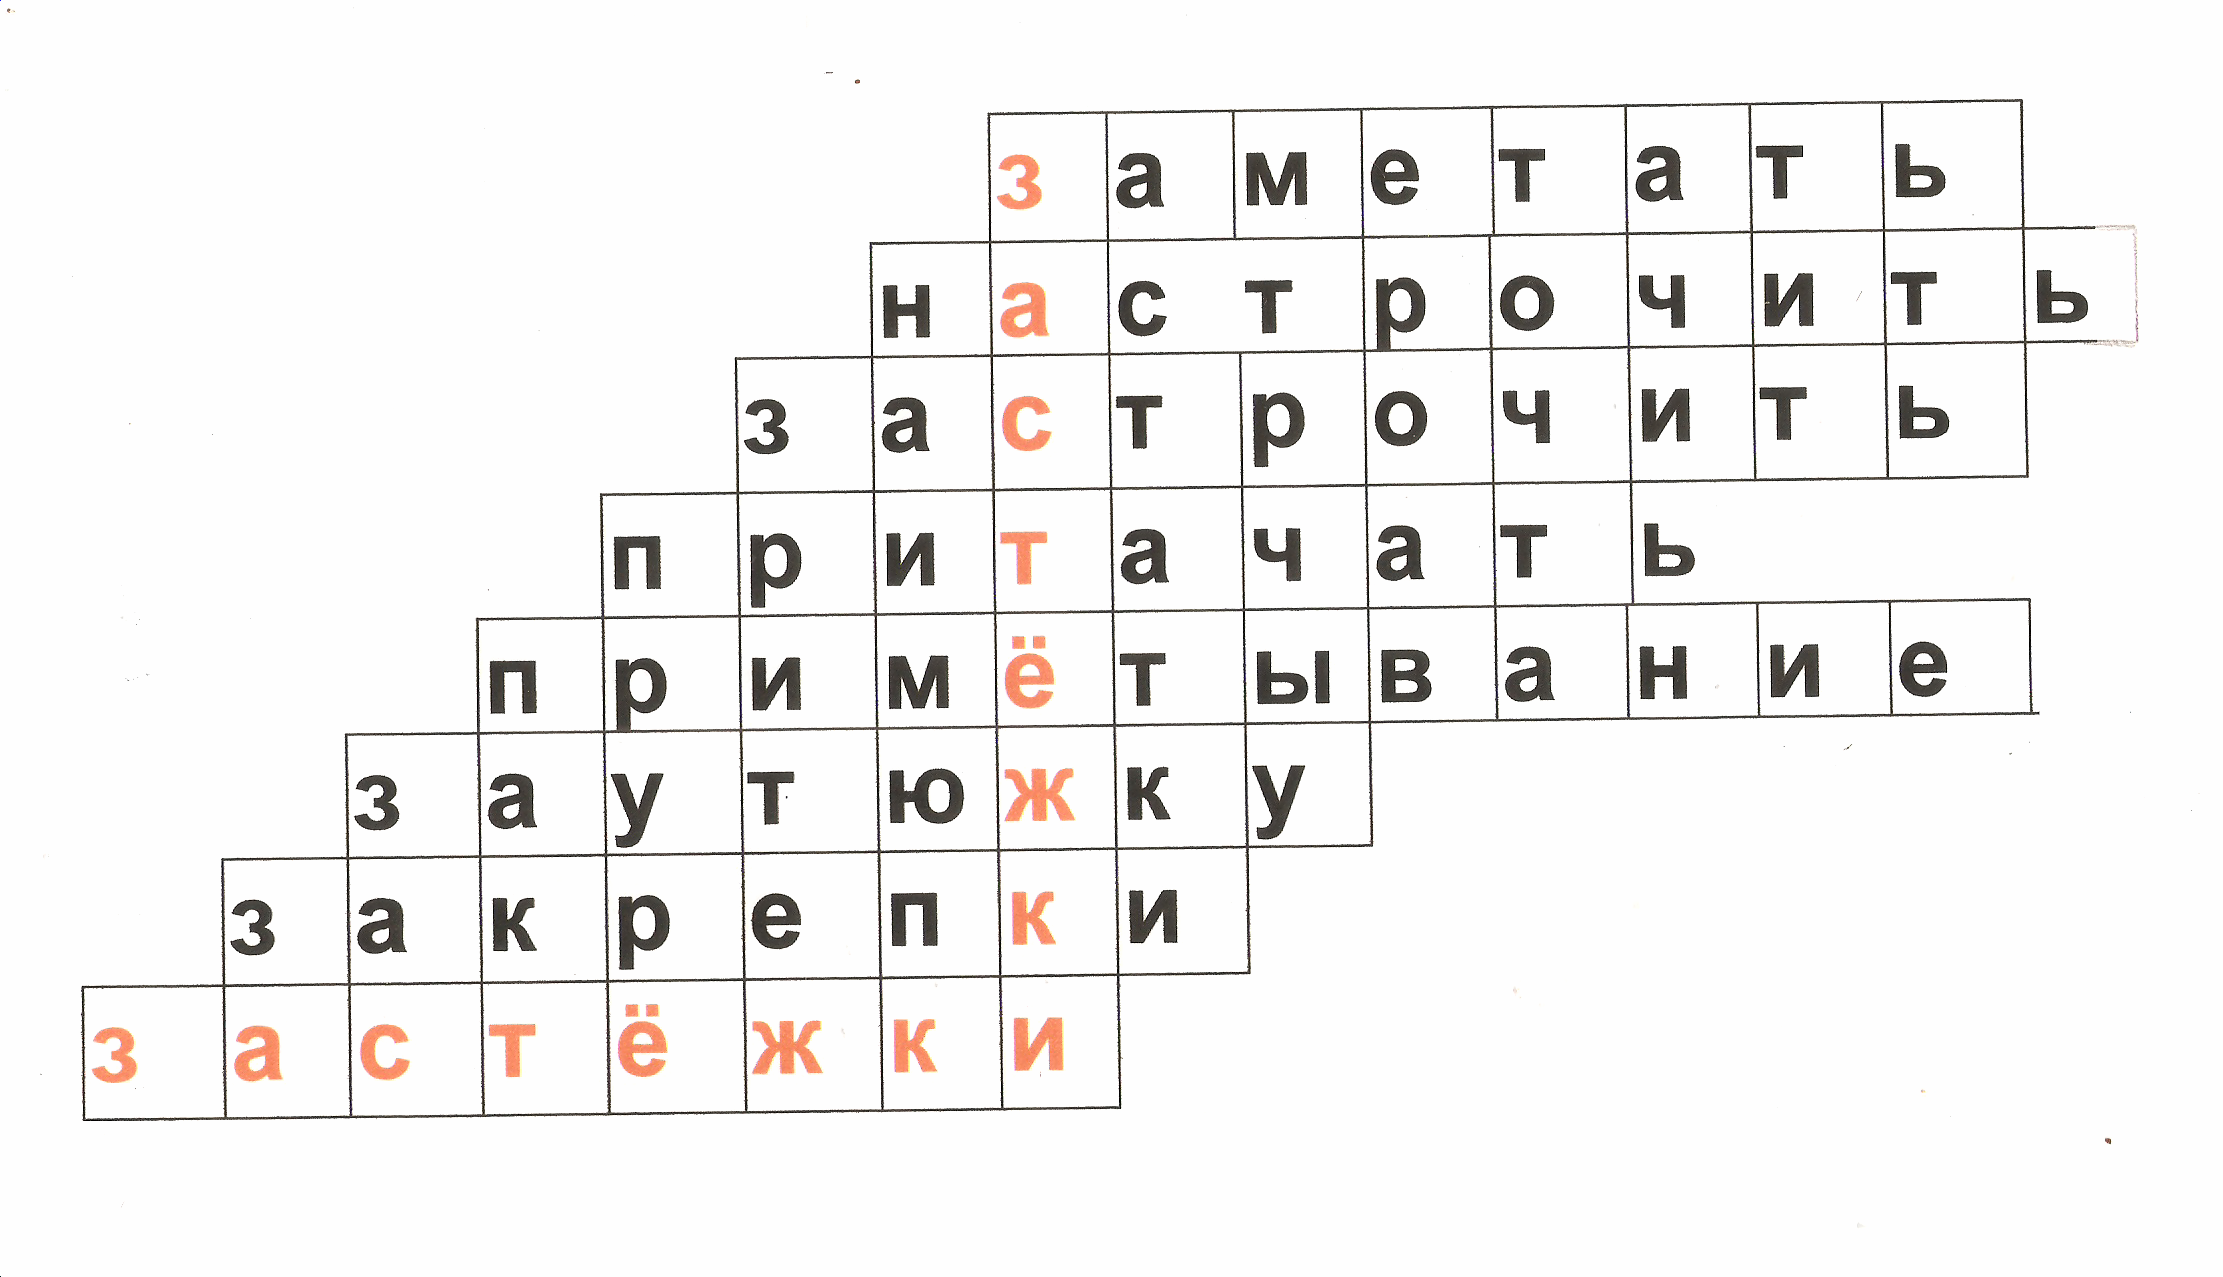 заметать
настрочить
застрочить
притачать
примётывание
заутюжку
закрепки
застёжки